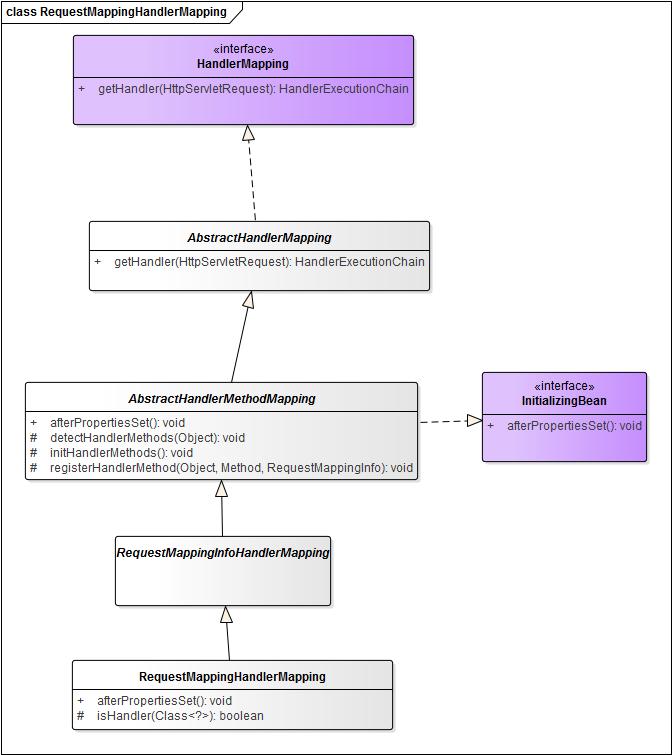 class RequestMappingHandlerMapping
«interface»
HandlerMapping
+ getHandler(HttpServletRequest): HandlerExecutionChain
AbstractHandlerMapping
+ getHandler(HttpServletRequest): HandlerExecutionChain
AbstractHandlerMethodMapping
+ afterPropertiesSet(): void
# detectHandlerMethods(Object): void
# initHandlerMethods(): void
# registerHandlerMethod(Object, Method, RequestMappingInfo): void
«interface»
InitializingBean
+ afterPropertiesSet(): void
RequestMappingInfoHandlerMapping
RequestMappingHandlerMapping
+ afterPropertiesSet(): void
# isHandler(Class<?>): boolean